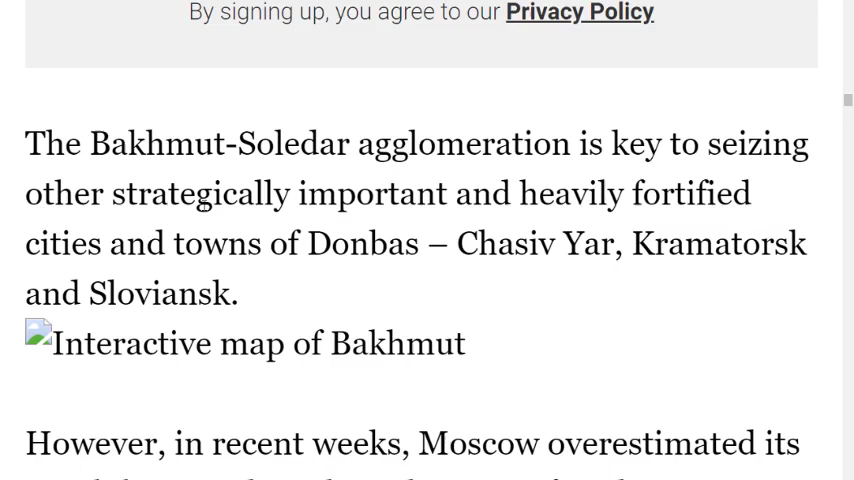 By signing up, you agree to our Privacy Policy
The Bakhmut-Soledar agglomeration is key to seizing
other strategically important and heavily fortified
cities and towns of Donbas – Chasiv Yar, Kramatorsk
and Sloviansk.
Interactive map of Bakhmut
However, in recent weeks, Moscow overestimated its